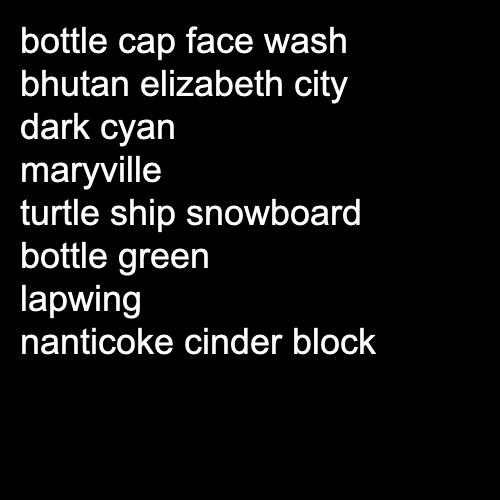 bottle cap face wash
bhutan elizabeth city
dark cyan
maryville
turtle ship snowboard
bottle green
lapwing
nanticoke cinder block